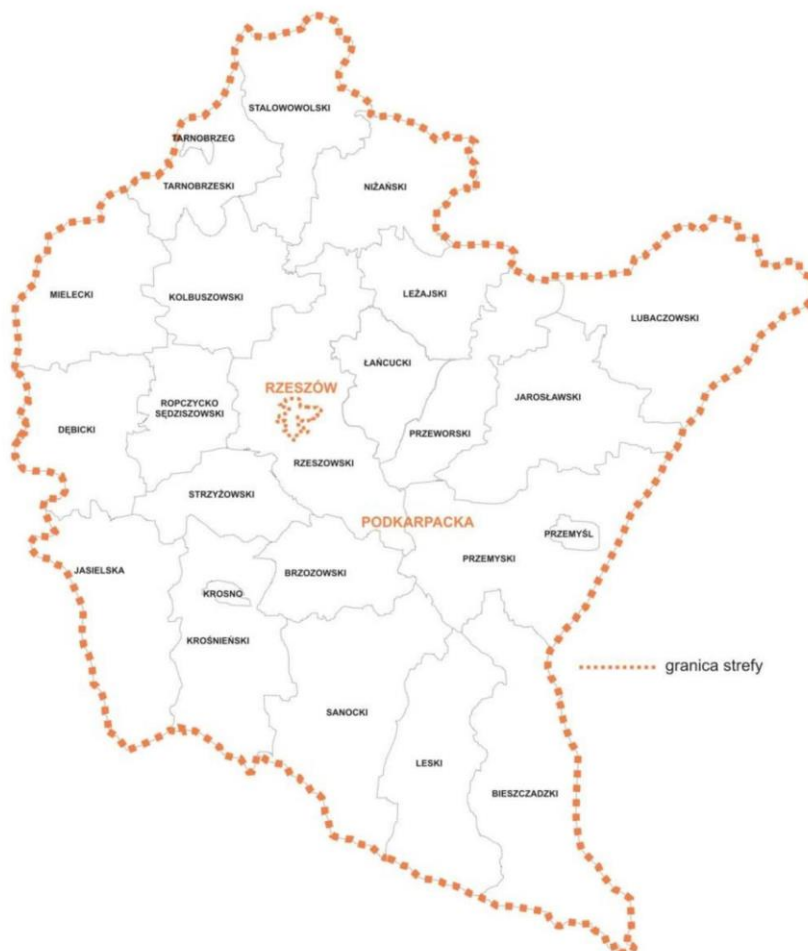 STALOWOWOLSKI
TARNOBRZEG
TARNOBRZESKI
NIŻAŃSKI
MIELECKI
KOLBUSZOWSKI
LEŻAJSKI
LUBACZOWSKI
ŁAŃCUCKI
RZESZÓW
ROPCZYCKO
SĘDZISZOWSKI
JAROSŁAWSKI
DĘBICKI
PRZEWORSKI
RZESZOWSKI
STRZYŻOWSKI
PODKARPACKA
PRZEMYŚL
PRZEMYSKI
JASIELSKA
BRZOZOWSKI
KROSNO
KROŚNIEŃSKI
granica strefy
SANOCKI
LESKI
BIESZCZADZKI